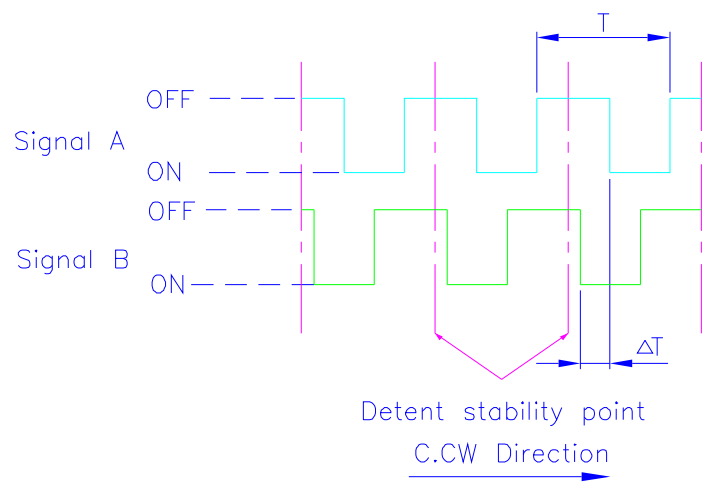 T
OFF
Signal A
ON
OFF
Signal B
ON
ΔT
Detent stability point
C.CW Direction